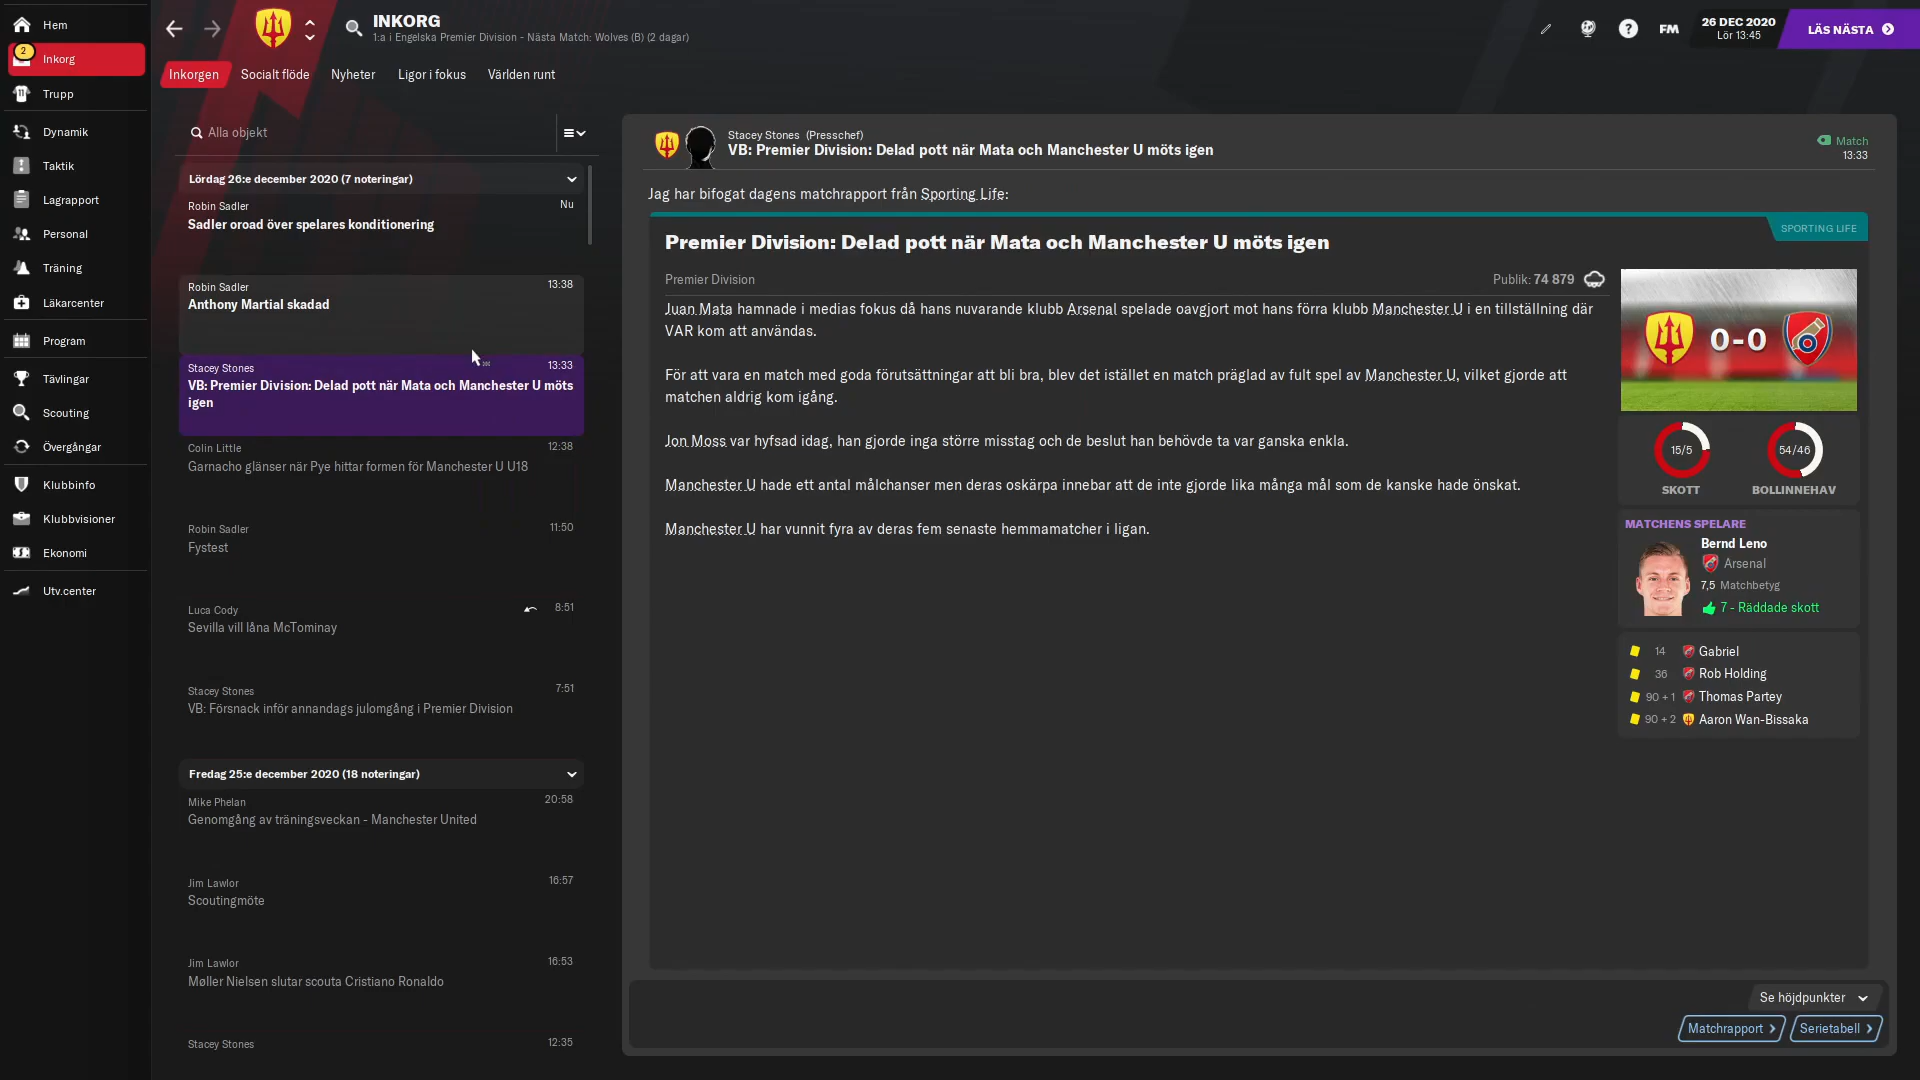 Hem
2
Inkorg
Trupp
Dynamik
Taktik
Lagrapport
Personal
Träning
Läkarcenter
Program
Tävlingar
Scouting
Övergångar
Klubbinfo
Klubbvisioner
Ekonomi
Utv.center
INKORG
1:a i Engelska Premier Division - Nästa Match: Wolves (B) (2 dagar)
?
FM
26 DEC 2020
Lör 13:45
LÄS NÄSTA
Inkorgen
Socialt flöde
Nyheter
Ligor i fokus
Världen runt
Alla objekt
Lördag 26:e december 2020 (7 noteringar)
Robin Sadler
Nu
Sadler oroad över spelares konditionering
Robin Sadler
13:38
Anthony Martial skadad
Stacey Stones
13:33
VB: Premier Division: Delad pott när Mata och Manchester U möts
igen
Colin Little
12:38
Garnacho glänser när Pye hittar formen för Manchester U U18
Robin Sadler
11:50
Fystest
Luca Cody
8:51
Sevilla vill låna McTominay
Stacey Stones
7:51
VB: Försnack inför annandags julomgång i Premier Division
Fredag 25:e december 2020 (18 noteringar)
Mike Phelan
20:58
Genomgång av träningsveckan - Manchester United
Jim Lawlor
16:57
Scoutingmöte
Jim Lawlor
16:53
Møller Nielsen slutar scouta Cristiano Ronaldo
Stacey Stones
12:35
Stacey Stones (Presschef)
VB: Premier Division: Delad pott när Mata och Manchester U möts igen
Match
13:33
Jag har bifogat dagens matchrapport från Sporting Life:
SPORTING LIFE
Premier Division: Delad pott när Mata och Manchester U möts igen
Premier Division
Publik: 74 879
Juan Mata hamnade i medias fokus då hans nuvarande klubb Arsenal spelade oavgjort mot hans förra klubb Manchester U i en tillställning där
VAR kom att användas.
För att vara en match med goda förutsättningar att bli bra, blev det istället en match präglad av fult spel av Manchester U, vilket gjorde att
matchen aldrig kom igång.
Jon Moss var hyfsad idag, han gjorde inga större misstag och de beslut han behövde ta var ganska enkla.
Manchester U hade ett antal målchanser men deras oskärpa innebar att de inte gjorde lika många mål som de kanske hade önskat.
Manchester U har vunnit fyra av deras fem senaste hemmamatcher i ligan.
0-0
15/5
54/46
SKOTT
BOLLINNEHAV
MATCHENS SPELARE
Bernd Leno
Arsenal
7,5 Matchbetyg
7 - Räddade skott
14 Gabriel
36 Rob Holding
90 + 1 Thomas Partey
90 + 2 Aaron Wan-Bissaka
Se höjdpunkter
Matchrapport
Serietabell